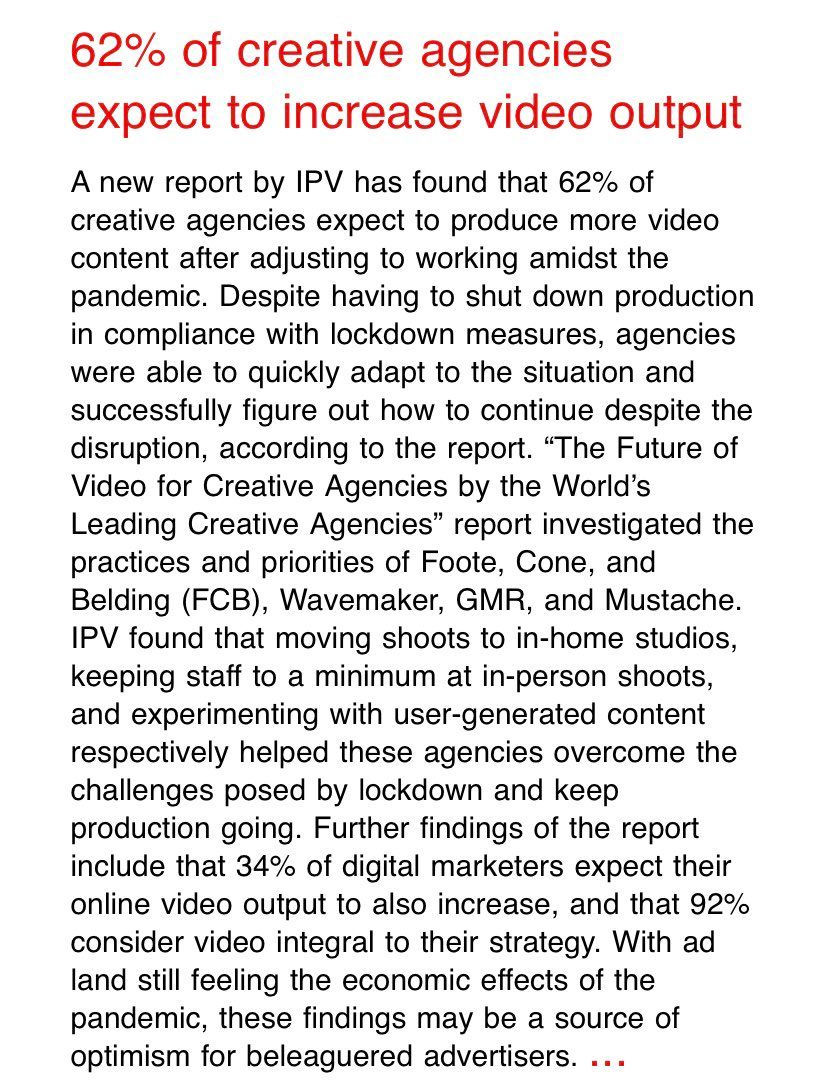 62% of creative agencies
expect to increase video output
A new report by IPV has found that 62% of
creative agencies expect to produce more video
content after adjusting to working amidst the
pandemic. Despite having to shut down production
in compliance with lockdown measures, agencies
were able to quickly adapt to the situation and
successfully figure out how to continue despite the
disruption, according to the report. “The Future of
Video for Creative Agencies by the World’s
Leading Creative Agencies” report investigated the
practices and priorities of Foote, Cone, and
Belding (FCB), Wavemaker, GMR, and Mustache.
IPV found that moving shoots to in-home studios,
keeping staff to a minimum at in-person shoots,
and experimenting with user-generated content
respectively helped these agencies overcome the
challenges posed by lockdown and keep
production going. Further findings of the report
include that 34% of digital marketers expect their
online video output to also increase, and that 92%
consider video integral to their strategy. With ad
land still feeling the economic effects of the
pandemic, these findings may be a source of
optimism for beleaguered advertisers. ...